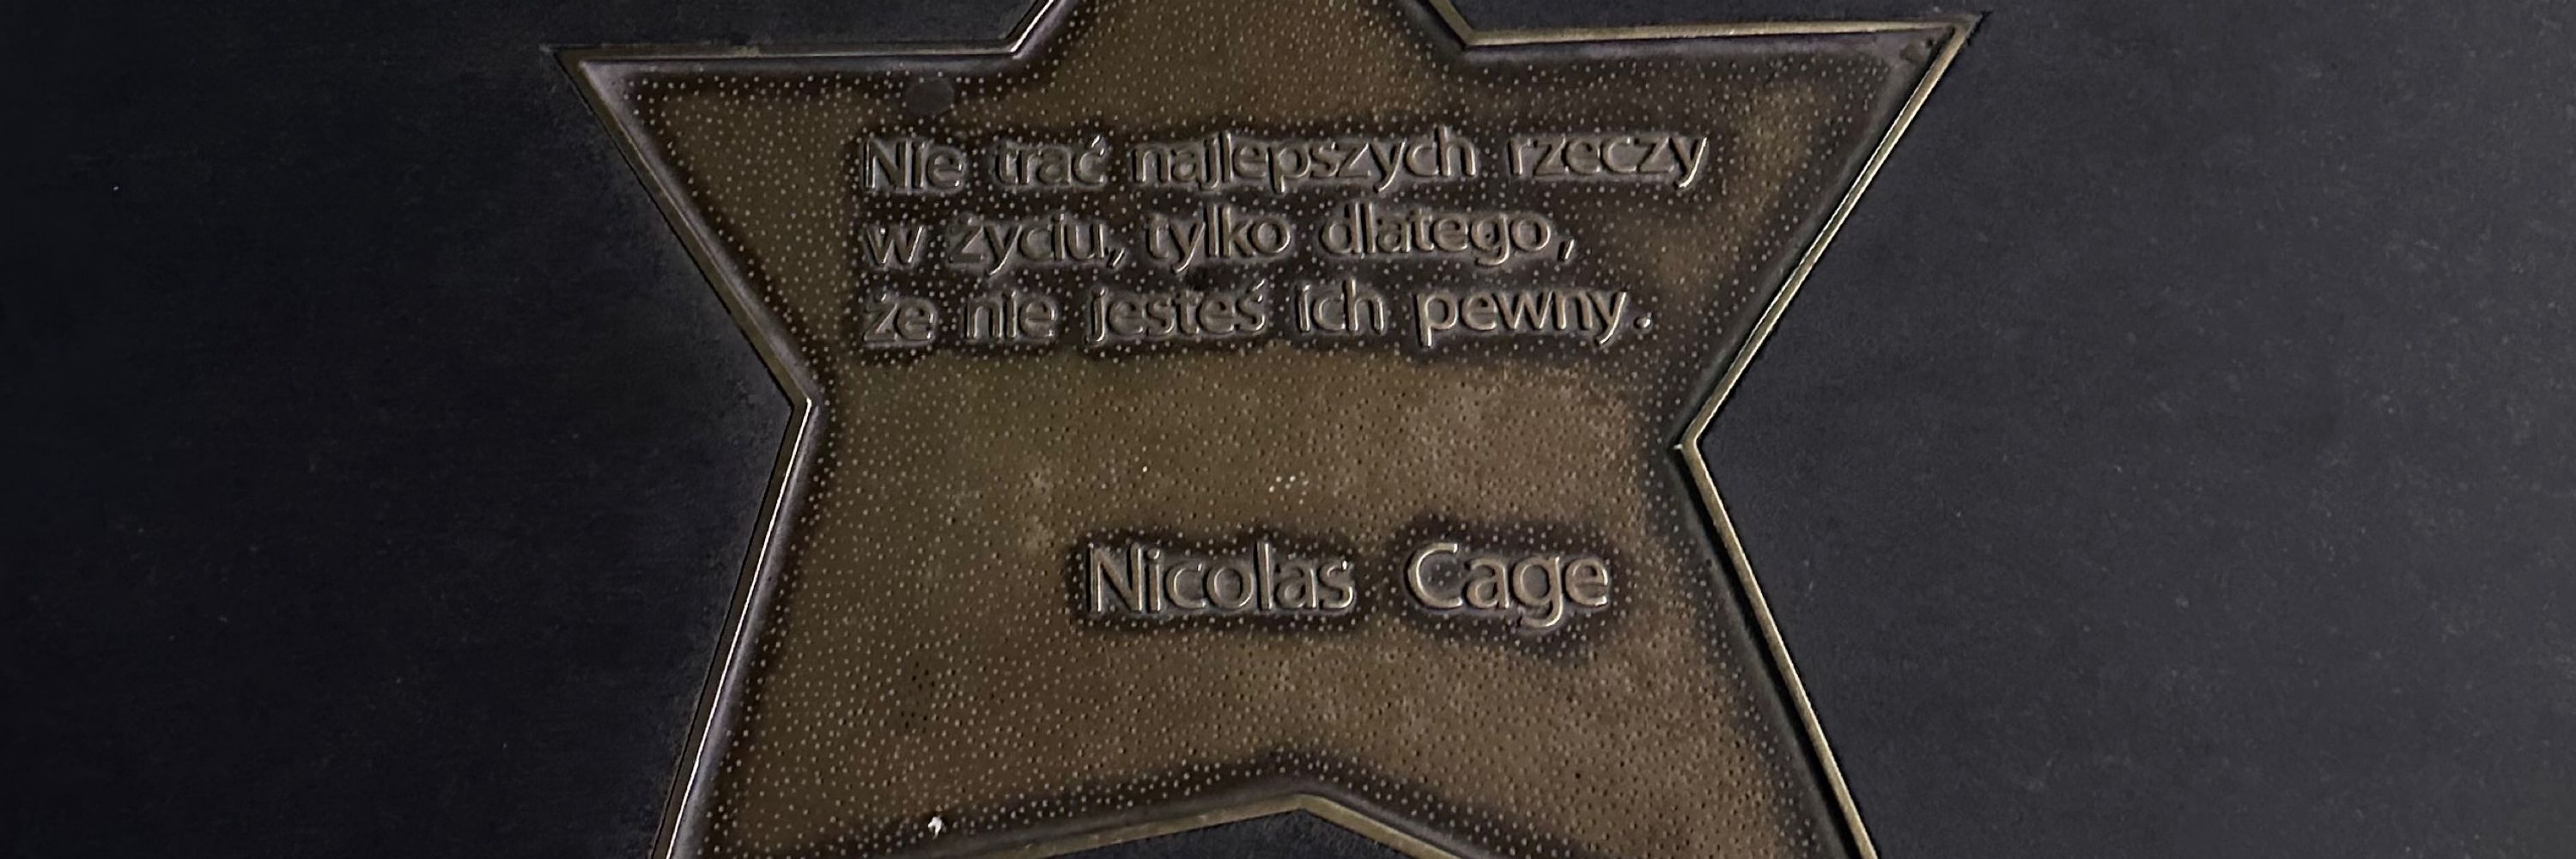 Nie trać najlepszych rzeczy
w życiu, tylko dlatego,
że nie jesteś ich pewny.
Nicolas Cage